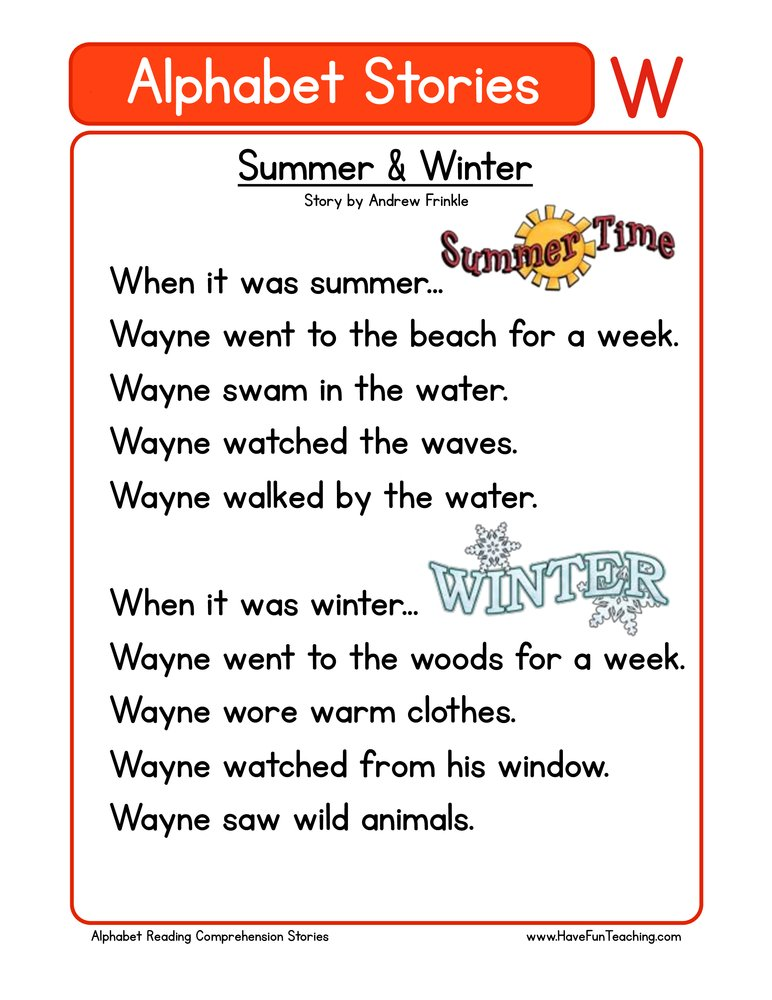 Alphabet Stories W
Summer & Winter
Story by Andrew Frinkle
Summer Time
When it was summer...
Wayne went to the beach for a week.
Wayne swam in the water.
Wayne watched the waves.
Wayne walked by the water.
WINTER
When it was winter...
Wayne went to the woods for a week.
Wayne wore warm clothes.
Wayne watched from his window.
Wayne saw wild animals.
Alphabet Reading Comprehension Stories www.HaveFunTeaching.com